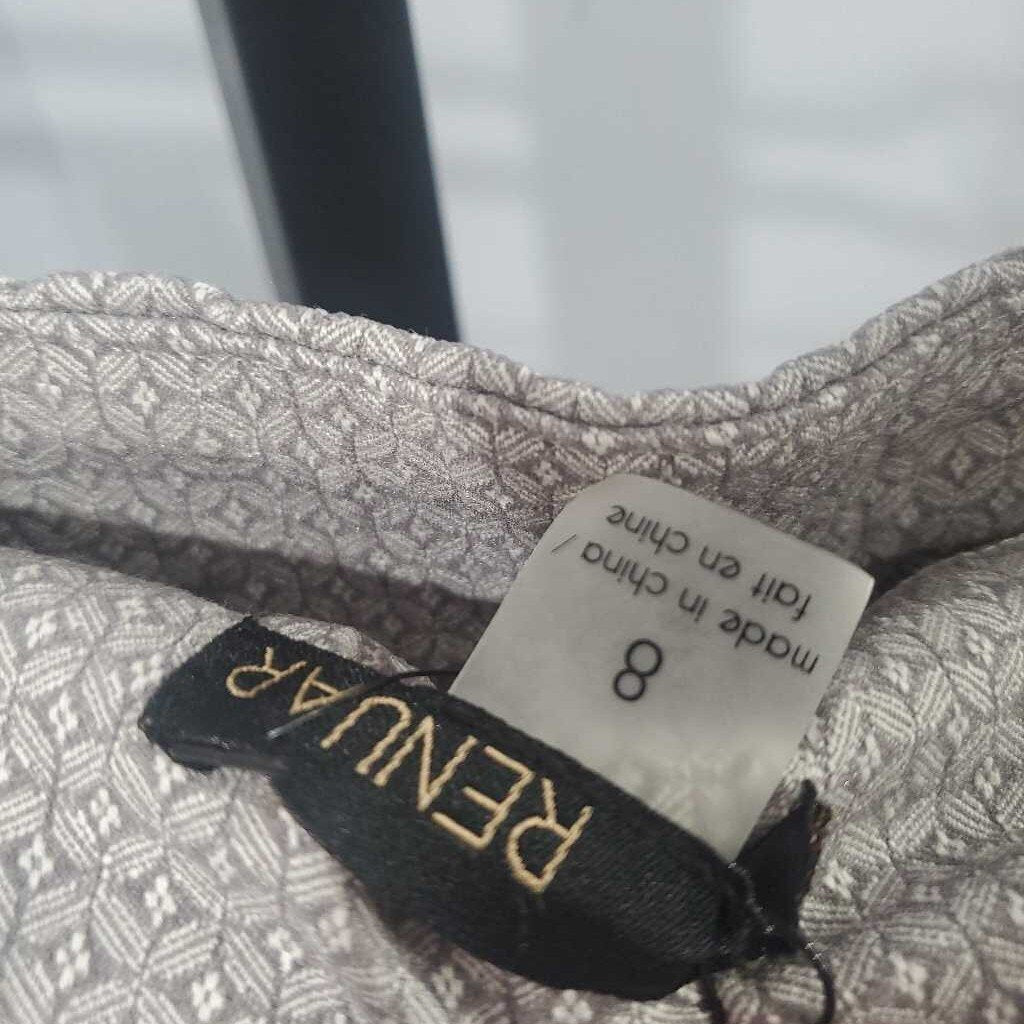 RENUAR
8
made in china/
fait en chine